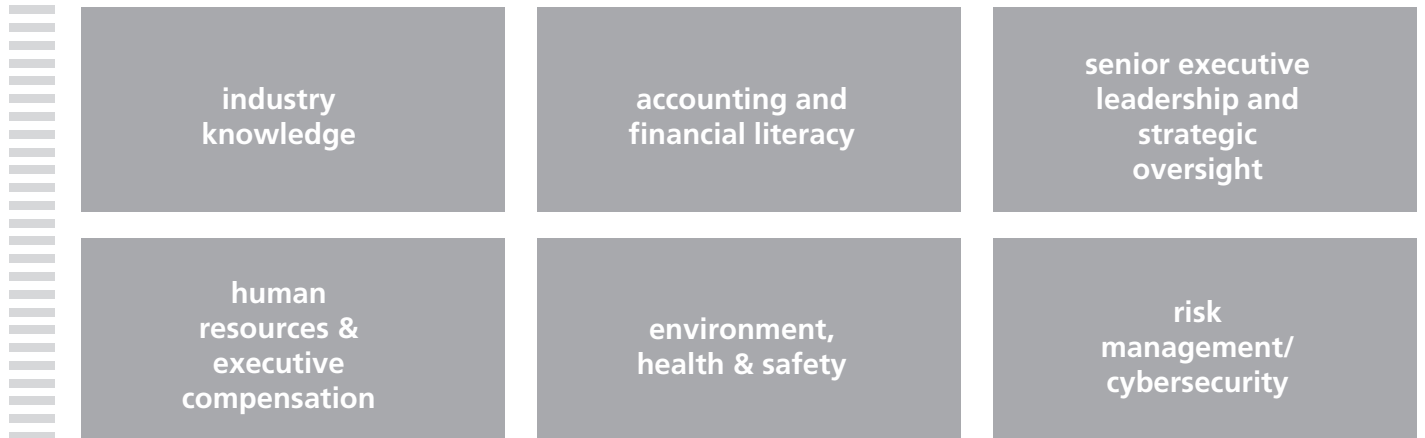 industry
knowledge
accounting and
financial literacy
senior executive
leadership and
strategic
oversight
human
resources &
executive
compensation
environment,
health & safety
risk
management/
cybersecurity